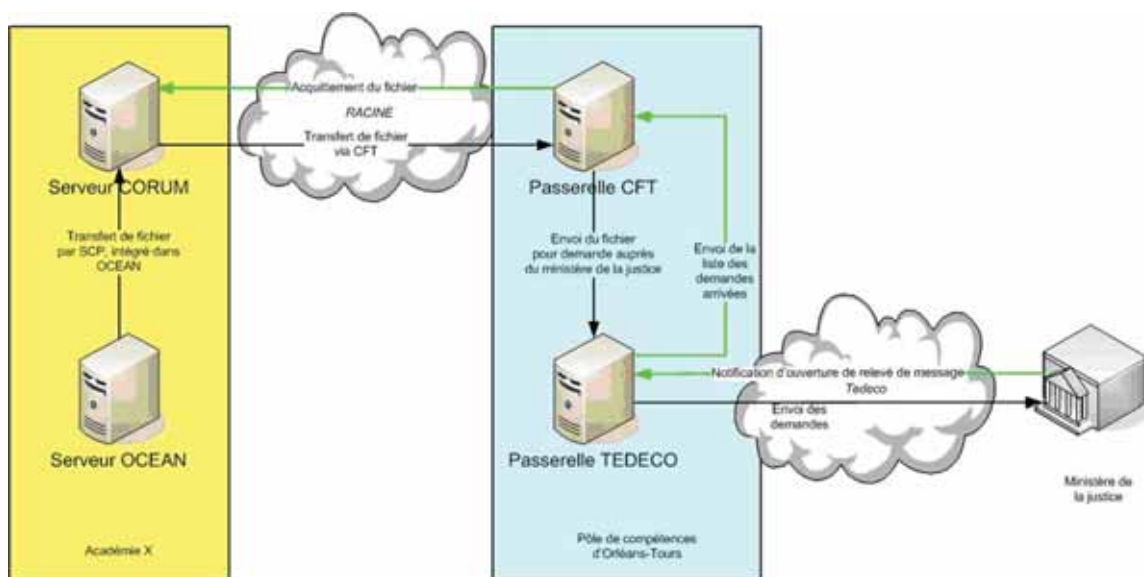 Acquittement du fichier
RACINE
Transfert de fichier
via CFT
Serveur CORUM
Passerelle CFT
Transfert de fichier
par SCP, intégré dans
OCEAN
Envoi du fichier
pour demande auprès
du ministère de la justice
Envoi de la
liste des
demandes
arrivées
Notification d'ouverture de relevé de message
Tedeco
Envoi des
demandes
Serveur OCEAN
Passerelle TEDECO
Ministère de
la justice
Académie X
Pôle de compétences
d'Orléans-Tours